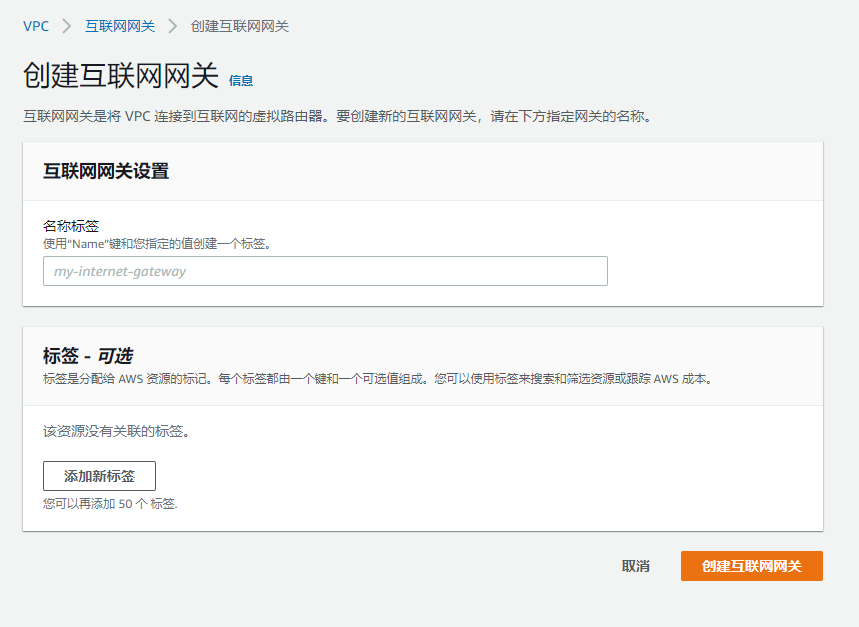 VPC > 互联网网关 > 创建互联网网关
创建互联网网关 信息
互联网网关是将 VPC 连接到互联网的虚拟路由器。要创建新的互联网网关，请在下方指定网关的名称。
互联网网关设置
名称标签
使用“Name”键和您指定的值创建一个标签。
my-internet-gateway
标签 - 可选
标签是分配给 AWS 资源的标记。每个标签都由一个键和一个可选值组成。您可以使用标签来搜索和筛选资源或跟踪 AWS 成本。
该资源没有关联的标签。
添加新标签
您可以再添加 50 个 标签.
取消 创建互联网网关